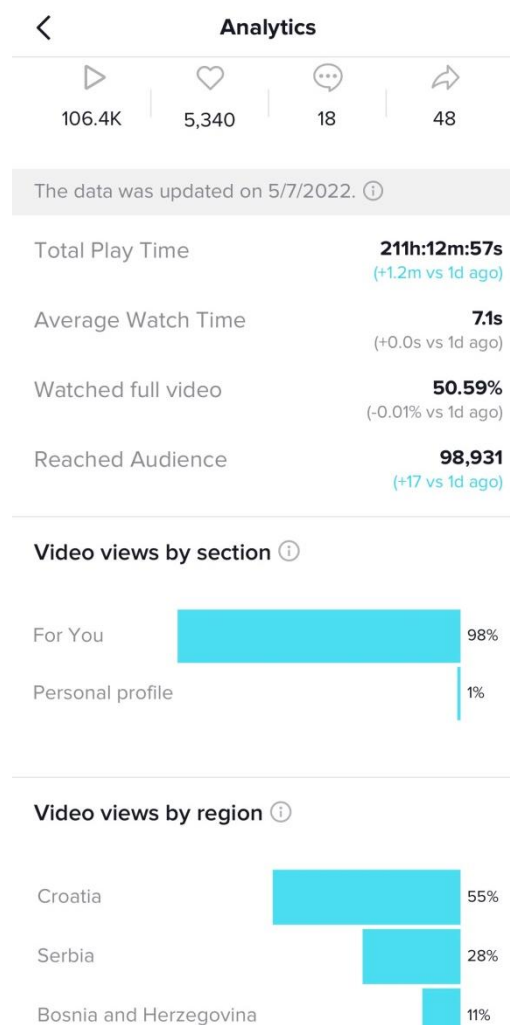 Analytics
106.4K 5,340 18 48
The data was updated on 5/7/2022.
Total Play Time 211h:12m:57s
(+1.2m vs 1d ago)
Average Watch Time 7.1s
(+0.0s vs 1d ago)
Watched full video 50.59%
(-0.01% vs 1d ago)
Reached Audience 98,931
(+17 vs 1d ago)
Video views by section
For You 98%
Personal profile 1%
Video views by region
Croatia 55%
Serbia 28%
Bosnia and Herzegovina 11%